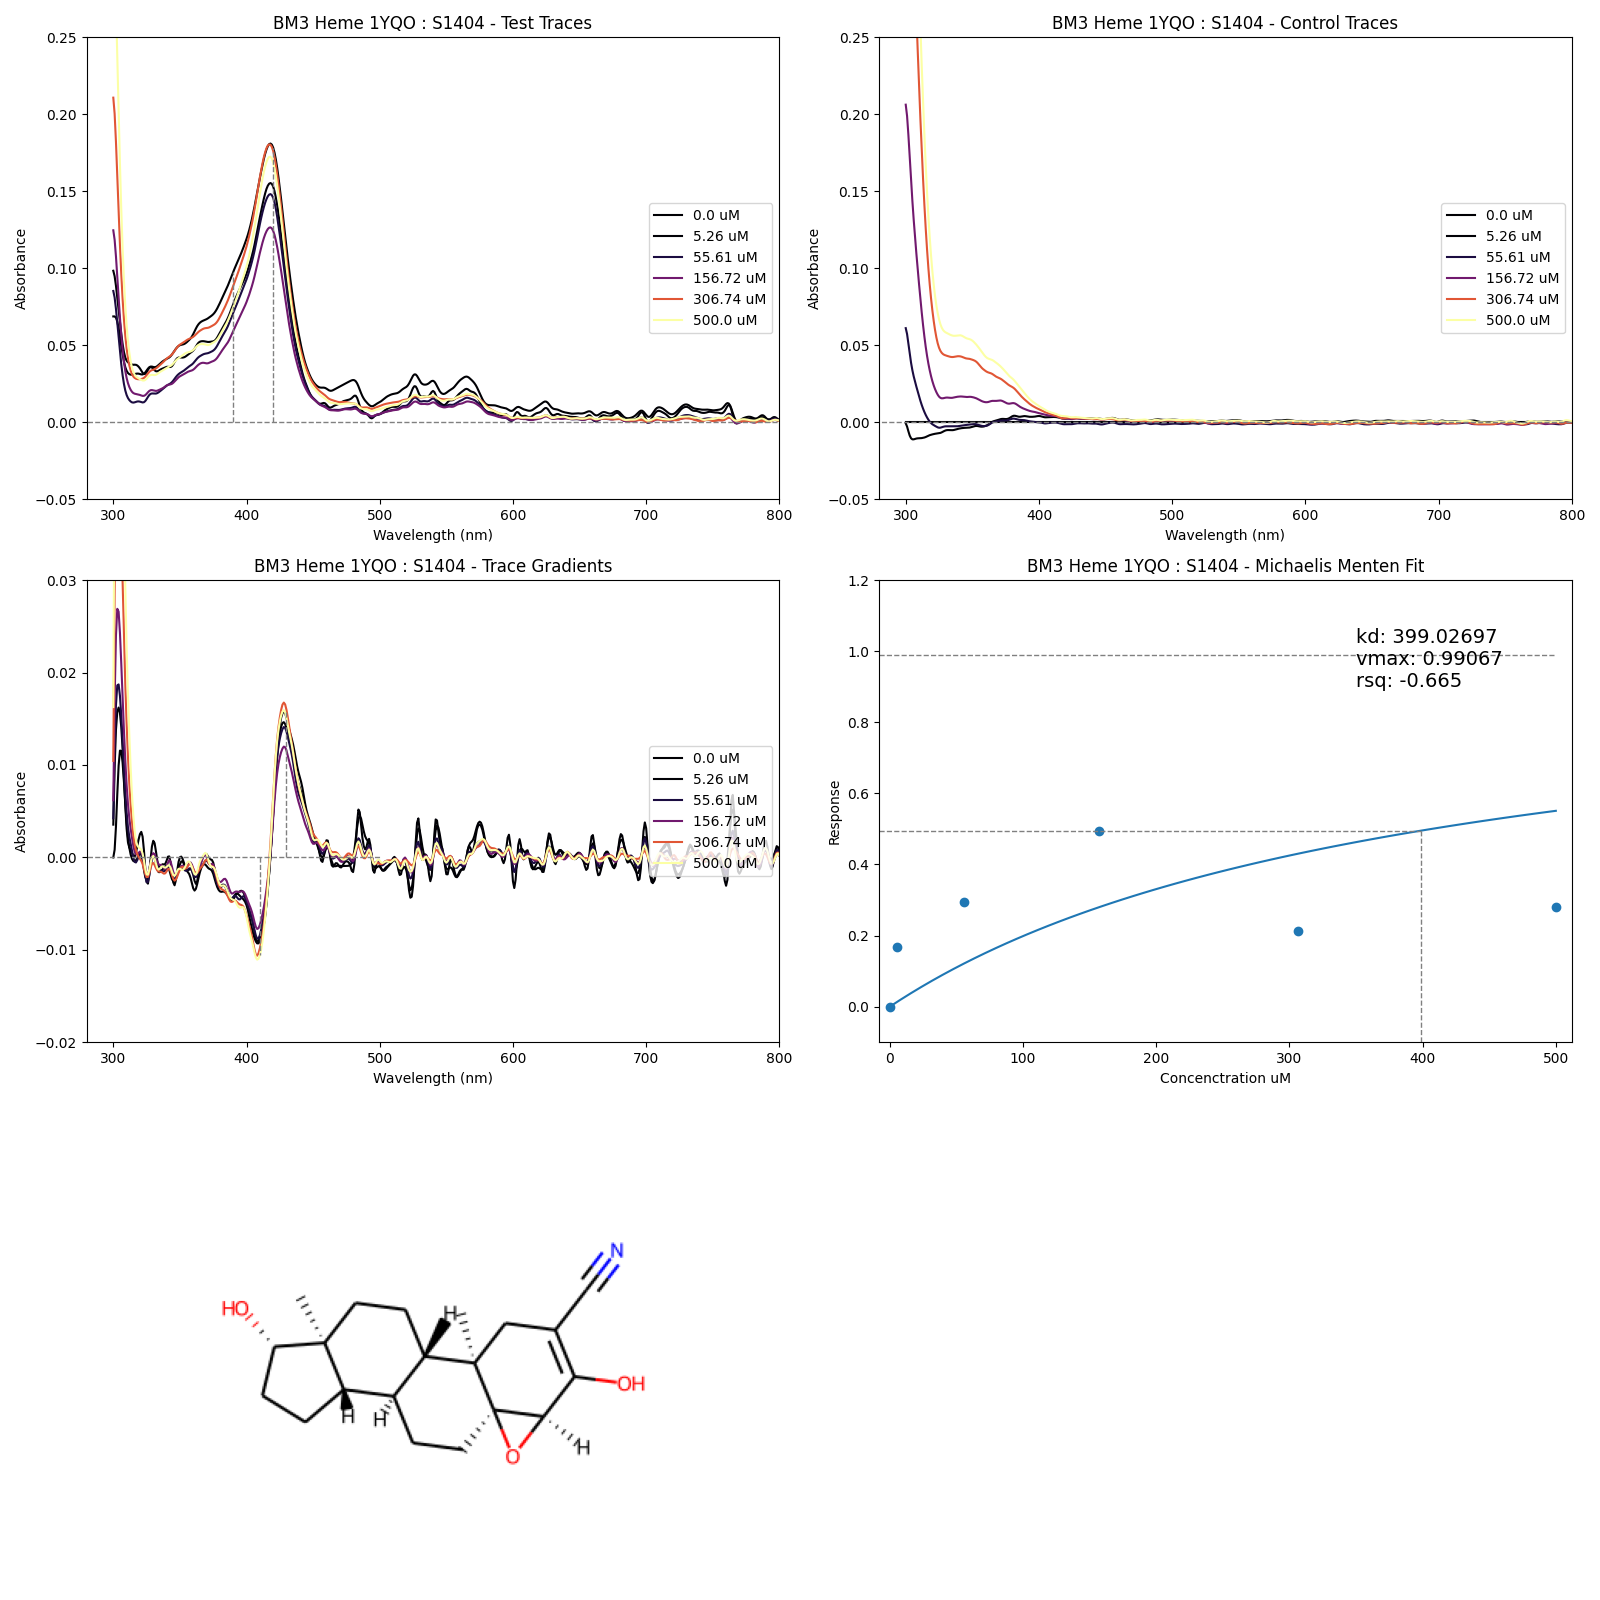 BM3 Heme 1YQO : S1404 - Test Traces
0.25
0.20
0.15
0.10
0.05
0.00
−0.05
Absorbance
300 400 500 600 700 800
Wavelength (nm)
0.0 uM
5.26 uM
55.61 uM
156.72 uM
306.74 uM
500.0 uM
BM3 Heme 1YQO : S1404 - Control Traces
0.25
0.20
0.15
0.10
0.05
0.00
−0.05
Absorbance
300 400 500 600 700 800
Wavelength (nm)
0.0 uM
5.26 uM
55.61 uM
156.72 uM
306.74 uM
500.0 uM
BM3 Heme 1YQO : S1404 - Trace Gradients
0.03
0.02
0.01
0.00
−0.01
−0.02
Absorbance
300 400 500 600 700 800
Wavelength (nm)
0.0 uM
5.26 uM
55.61 uM
156.72 uM
306.74 uM
500.0 uM
BM3 Heme 1YQO : S1404 - Michaelis Menten Fit
1.2
1.0
0.8
0.6
0.4
0.2
0.0
Response
0 100 200 300 400 500
Concenctration uM
kd: 399.02697
vmax: 0.99067
rsq: -0.665
N
HO
H
OH
H
H
H
O